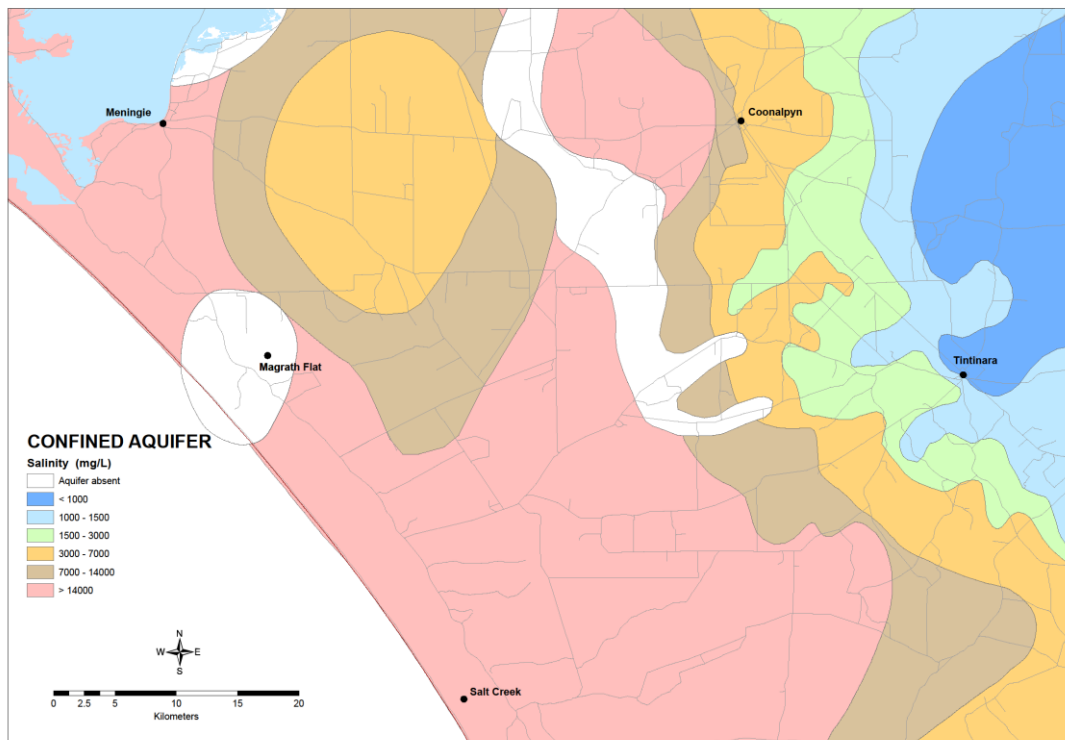 Meningie
Coonalpyn
Magrath Flat
Tintinara
CONFINED AQUIFER
Salinity (mg/L)
Aquifer absent
< 1000
1000 - 1500
1500 - 3000
3000 - 7000
7000 - 14000
> 14000
N
W E
S
Salt Creek
0 2.5 5 10 15 20
Kilometers